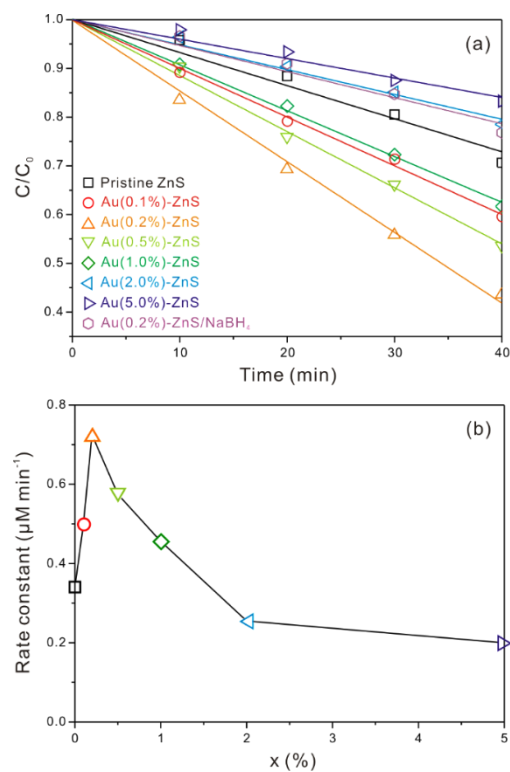 (a)
C/C₀
1.0
0.9
0.8
0.7
0.6
0.5
0.4
Pristine ZnS
Au(0.1%)-ZnS
Au(0.2%)-ZnS
Au(0.5%)-ZnS
Au(1.0%)-ZnS
Au(2.0%)-ZnS
Au(5.0%)-ZnS
Au(0.2%)-ZnS/NaBH₄
0 10 20 30 40
Time (min)
(b)
Rate constant (µM min⁻¹)
0.8
0.6
0.4
0.2
0.0
0 1 2 3 4 5
x (%)